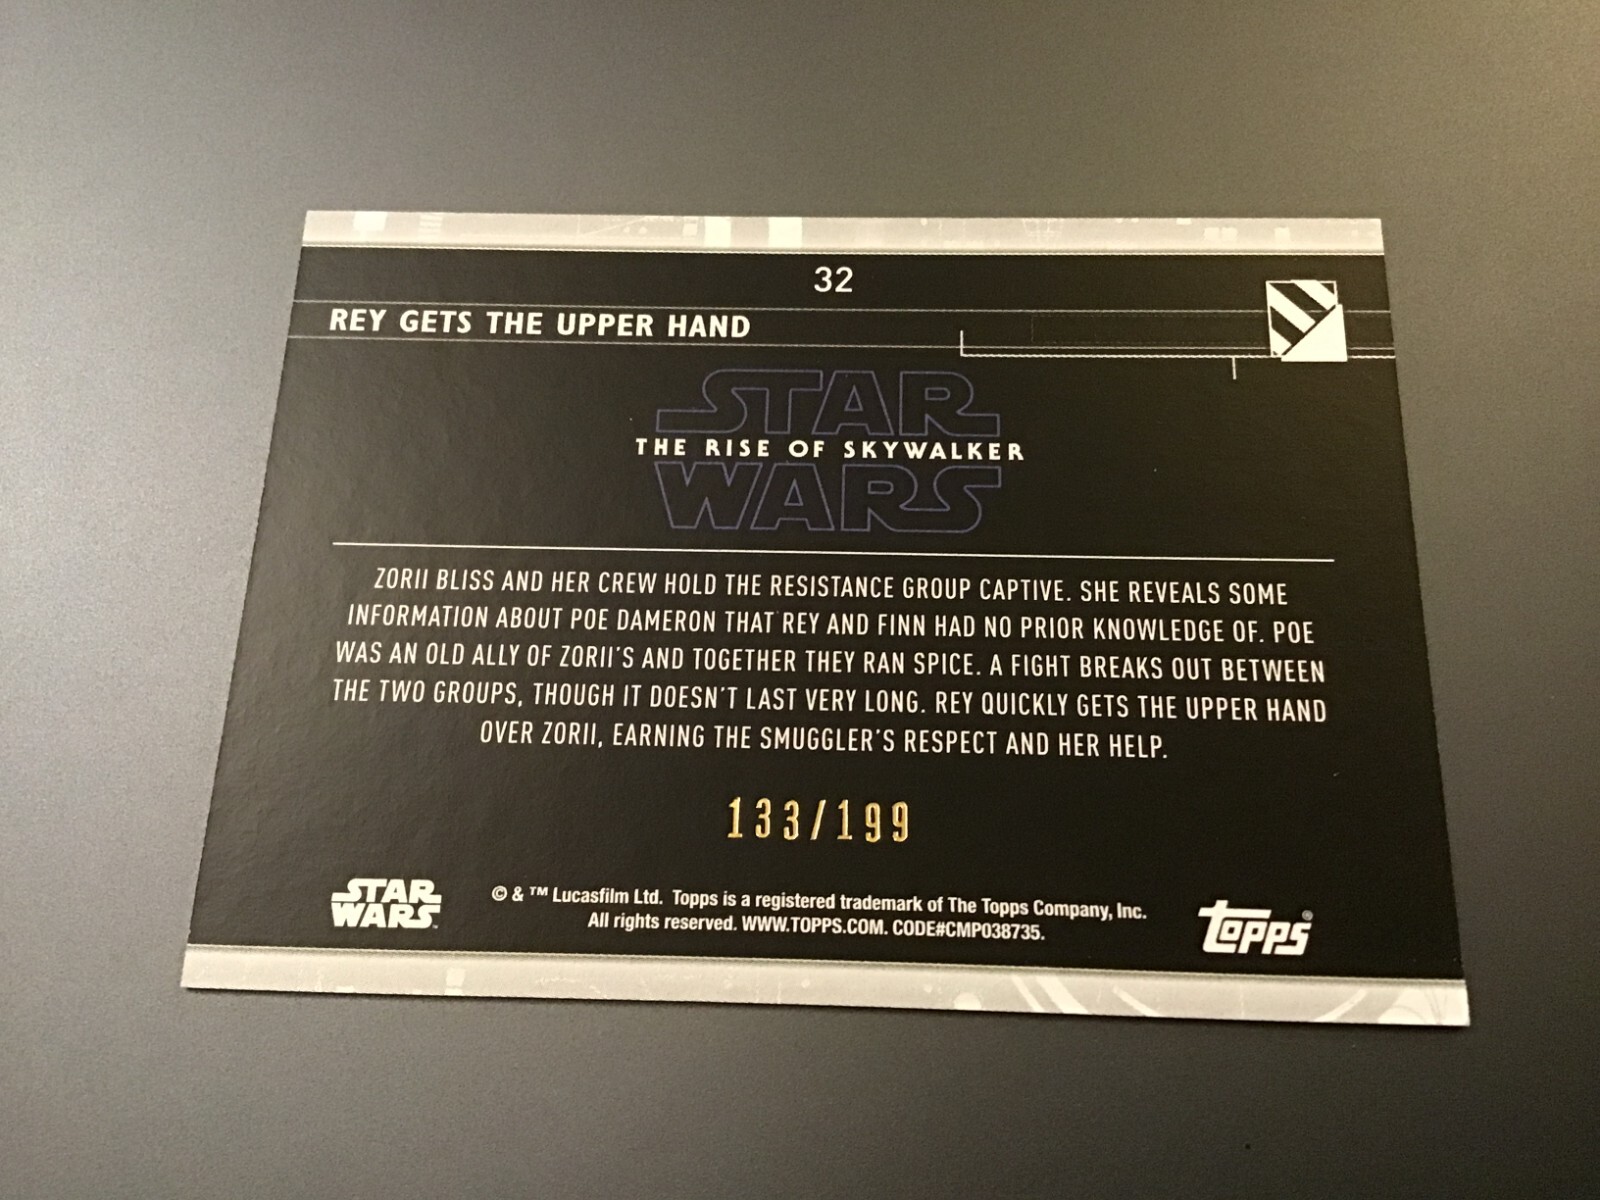 32
REY GETS THE UPPER HAND
STAR
THE RISE OF SKYWALKER
WARS
ZORII BLISS AND HER CREW HOLD THE RESISTANCE GROUP CAPTIVE. SHE REVEALS SOME
INFORMATION ABOUT POE DAMERON THAT REY AND FINN HAD NO PRIOR KNOWLEDGE OF. POE
WAS AN OLD ALLY OF ZORII'S AND TOGETHER THEY RAN SPICE. A FIGHT BREAKS OUT BETWEEN
THE TWO GROUPS, THOUGH IT DOESN'T LAST VERY LONG. REY QUICKLY GETS THE UPPER HAND
OVER ZORII, EARNING THE SMUGGLER'S RESPECT AND HER HELP.
133/199
STAR
WARS™
© & ™ Lucasfilm Ltd. Topps is a registered trademark of The Topps Company, Inc.
All rights reserved. WWW.TOPPS.COM. CODE#CMP038735.
topps®